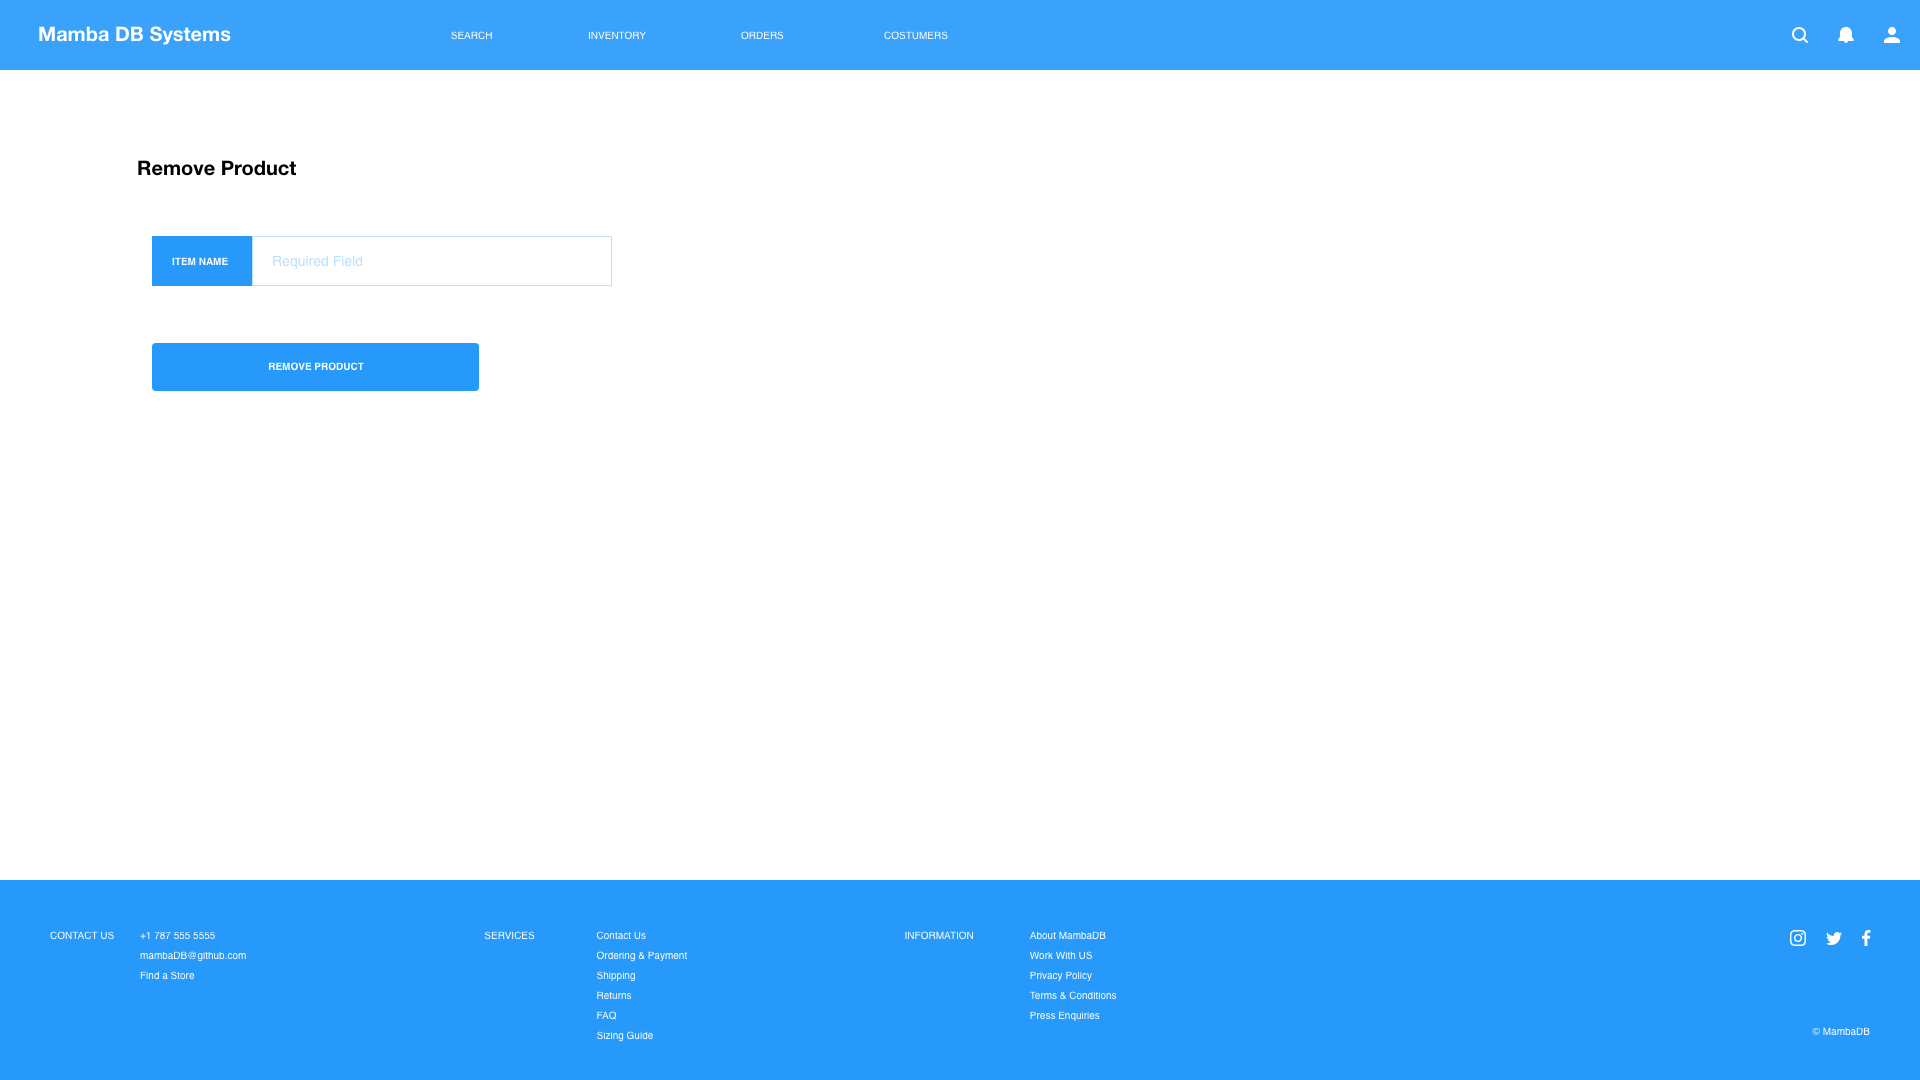 Mamba DB Systems
SEARCH
INVENTORY
ORDERS
COSTUMERS
Remove Product
ITEM NAME
Required Field
REMOVE PRODUCT
CONTACT US
+1 787 555 5555
mambaDB@github.com
Find a Store
SERVICES
Contact Us
Ordering & Payment
Shipping
Returns
FAQ
Sizing Guide
INFORMATION
About MambaDB
Work With US
Privacy Policy
Terms & Conditions
Press Enquiries
© MambaDB